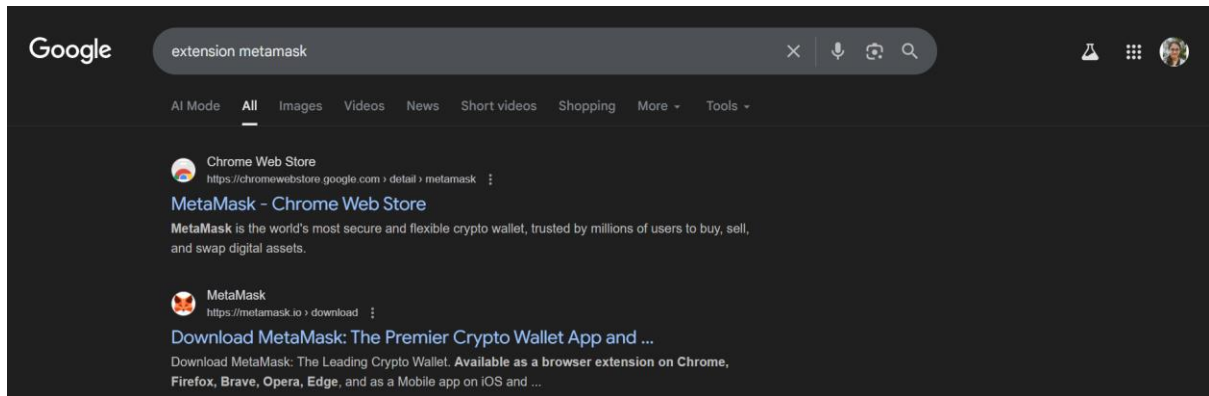 Google
extension metamask
AI Mode All Images Videos News Short videos Shopping More Tools
Chrome Web Store
https://chromewebstore.google.com › detail › metamask
MetaMask - Chrome Web Store
MetaMask is the world's most secure and flexible crypto wallet, trusted by millions of users to buy, sell,
and swap digital assets.
MetaMask
https://metamask.io › download
Download MetaMask: The Premier Crypto Wallet App and ...
Download MetaMask: The Leading Crypto Wallet. Available as a browser extension on Chrome,
Firefox, Brave, Opera, Edge, and as a Mobile app on iOS and ...